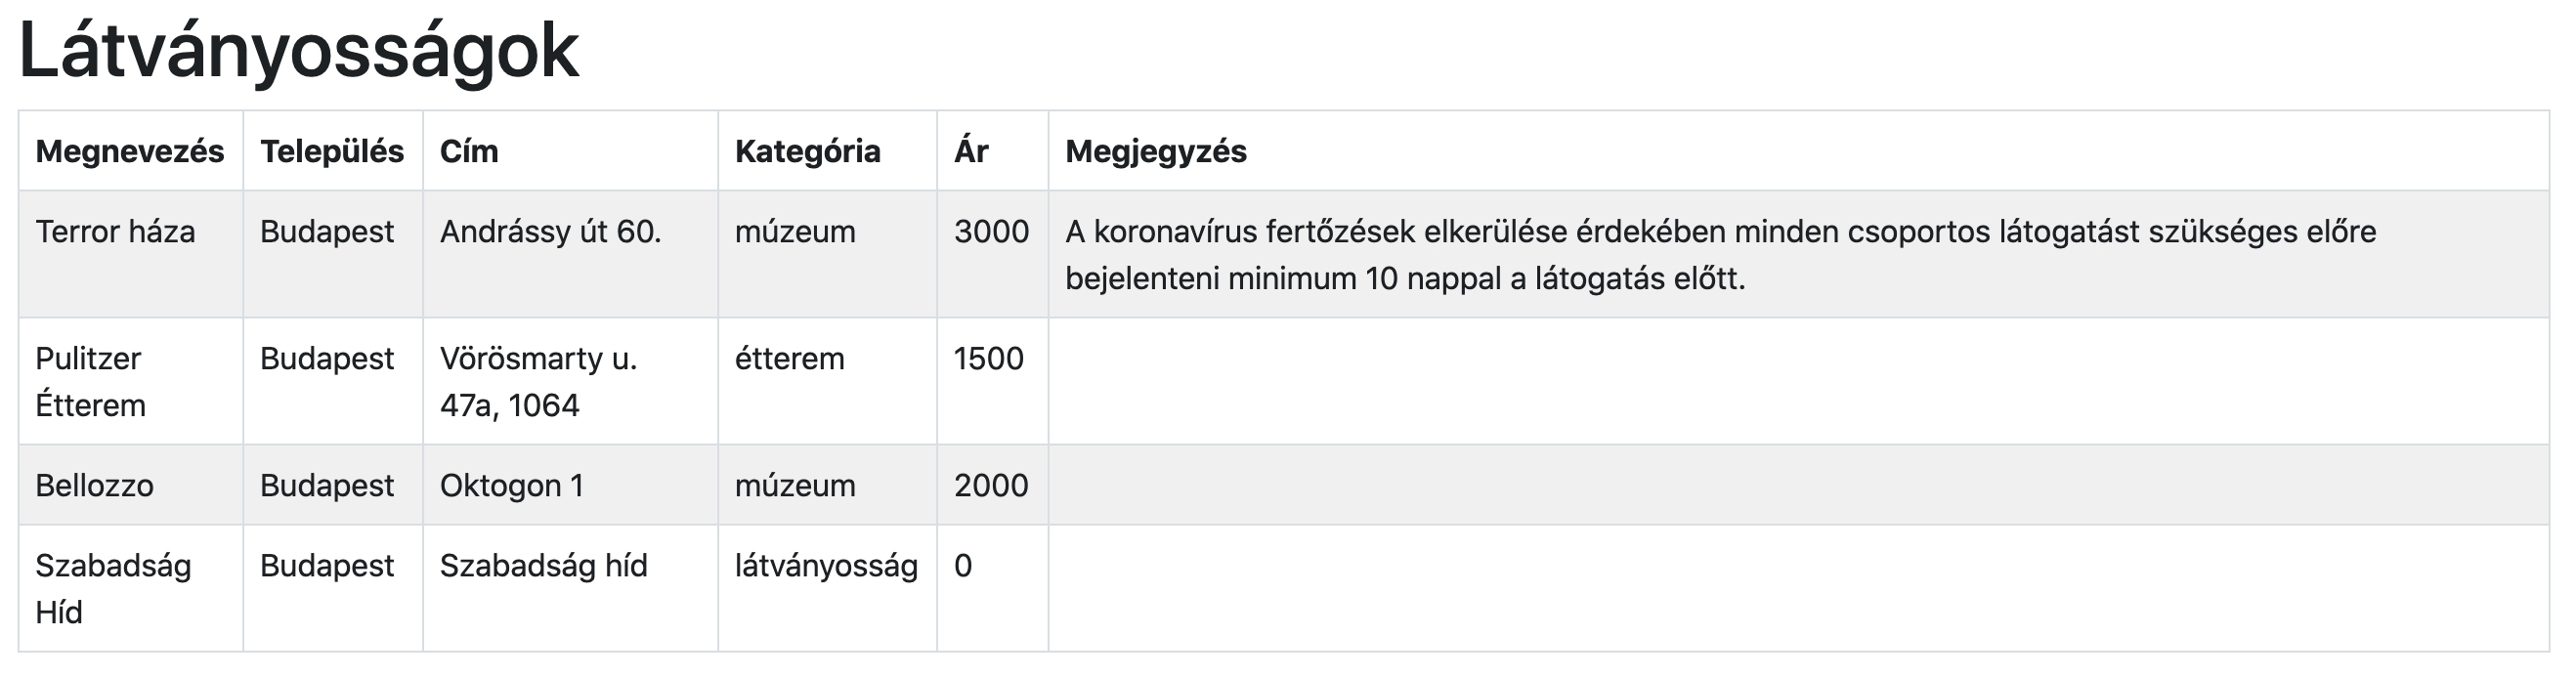 Látványosságok
Megnevezés Település Cím Kategória Ár Megjegyzés
Terror háza Budapest Andrássy út 60. múzeum 3000 A koronavírus fertőzések elkerülése érdekében minden csoportos látogatást szükséges előre
bejelenteni minimum 10 nappal a látogatás előtt.
Pulitzer Budapest Vörösmarty u. étterem 1500
Étterem 47a, 1064
Bellozzo Budapest Oktogon 1 múzeum 2000
Szabadság Budapest Szabadság híd látványosság 0
Híd